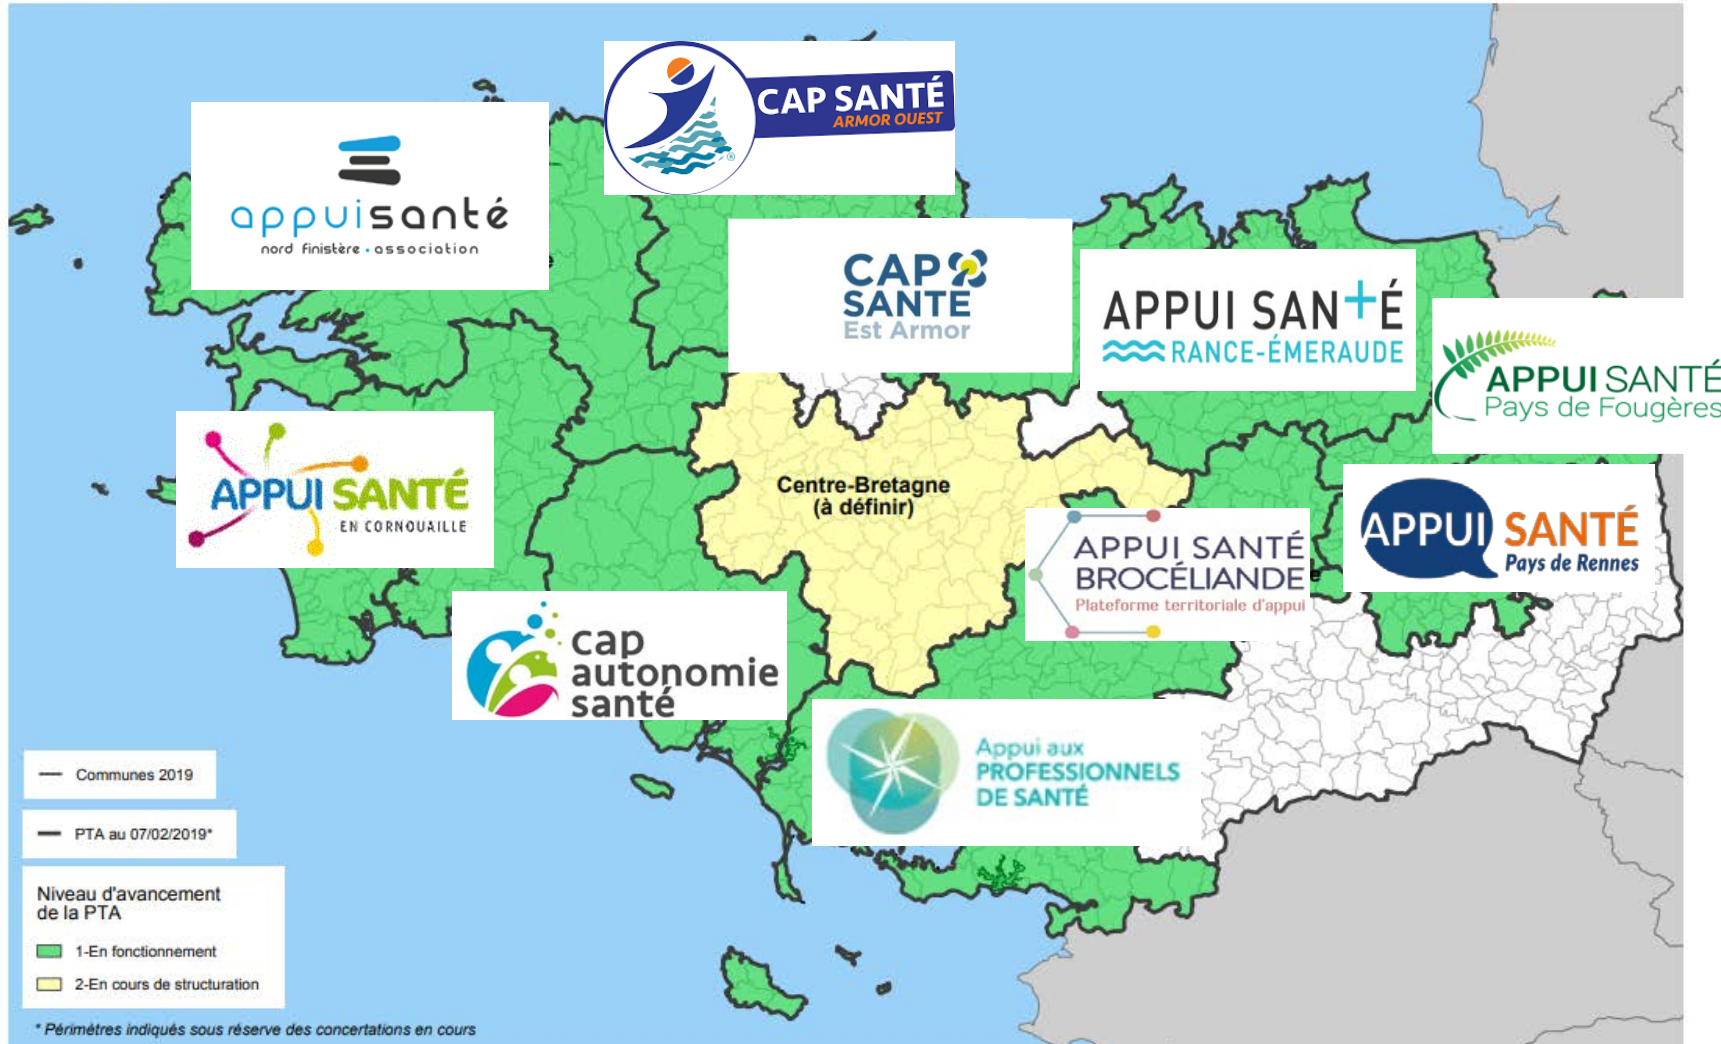 CAP SANTÉ
ARMOR OUEST
®
appuisanté
nord finistère • association
e
CAP
SANTE
Est Armor
APPUI SANTÉ
RANCE-ÉMERAUDE
APPUI SANTÉ
Pays de Fougères
APPUI SANTÉ
EN CORNOUAILLE
Centre-Bretagne
(à définir)
APPUI SANTÉ
Pays de Rennes
APPUI SANTÉ
BROCÉLIANDE
Plateforme territoriale d'appui
e
cap
autonomie
santé
Appui aux
PROFESSIONNELS
DE SANTÉ
Communes 2019
PTA au 07/02/2019*
Niveau d'avancement
de la PTA
1-En fonctionnement
2-En cours de structuration
* Périmètres indiqués sous réserve des concertations en cours